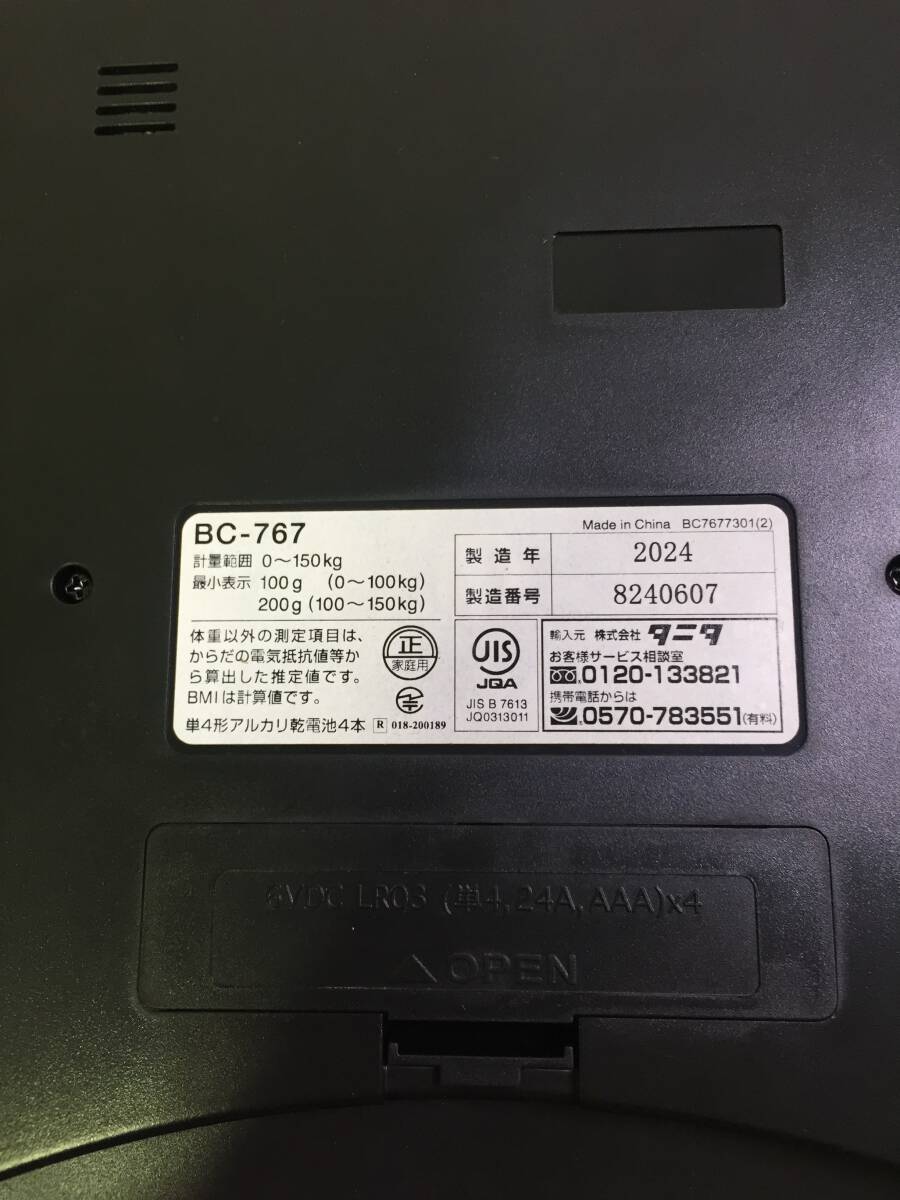 BC-767
Made in China BC7677301(2)
計量範囲 0～150kg
最小表示 100g (0～100kg)
200g (100～150kg)
製造年 2024
製造番号 8240607
体重以外の測定項目は、
からだの電気抵抗値等か
ら算出した推定値です。
BMIは計算値です。
単4形アルカリ乾電池4本
正
家庭用
R 018-200189
JIS
JQA
JIS B 7613
JQ0313011
輸入元 株式会社 タニタ
お客様サービス相談室
0120-133821
携帯電話からは
0570-783551(有料)
6VDC LR03 (単4,24A,AAA)x4
OPEN